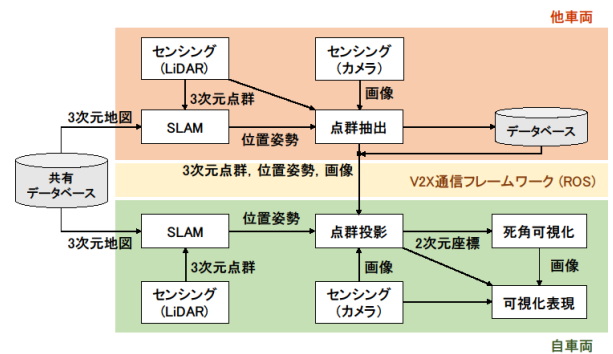 他車両
センシング
(LiDAR)
センシング
(カメラ)
3次元点群
画像
3次元地図
SLAM
位置姿勢
点群抽出
データベース
3次元点群, 位置姿勢, 画像
共有
データベース
V2X通信フレームワーク (ROS)
3次元地図
SLAM
位置姿勢
点群投影
2次元座標
死角可視化
3次元点群
画像
画像
センシング
(LiDAR)
センシング
(カメラ)
可視化表現
自車両